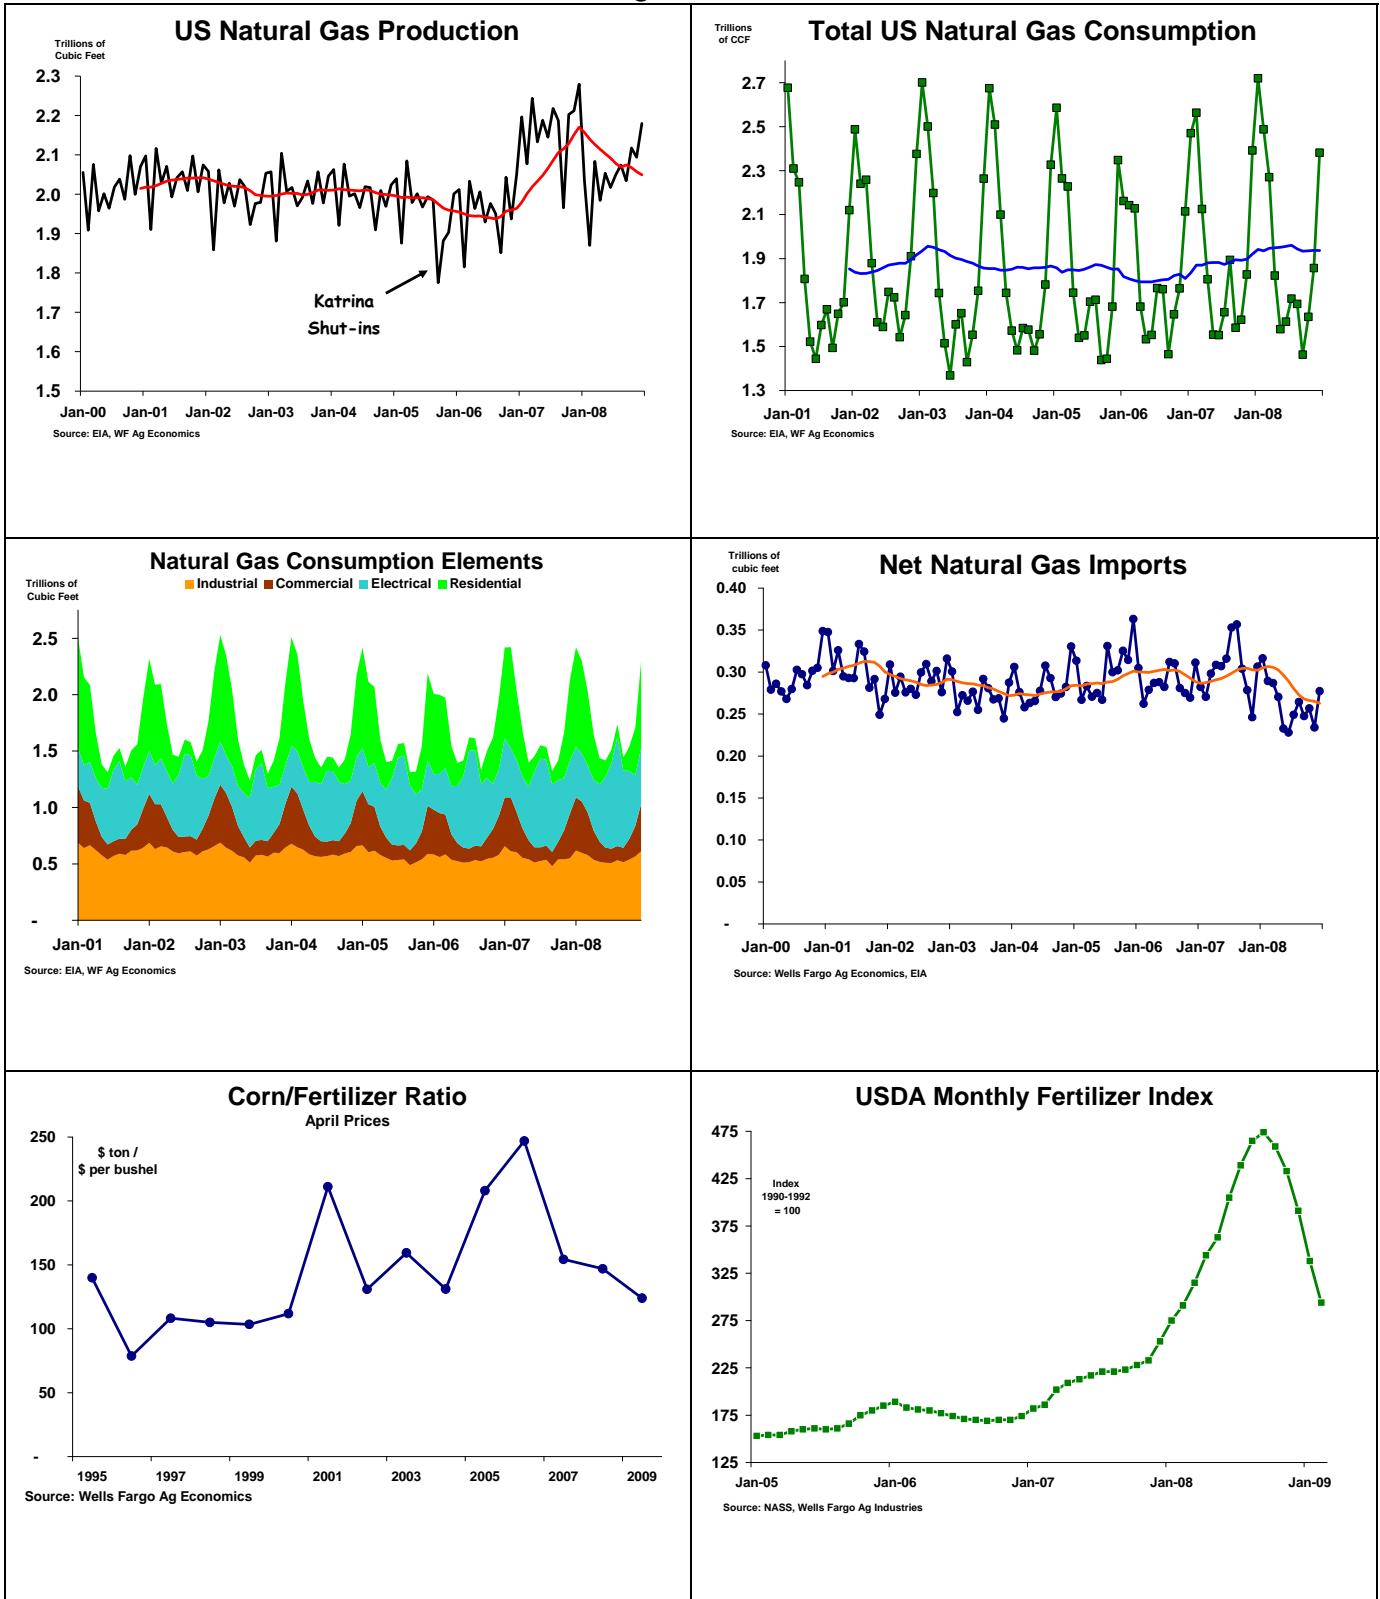 US Natural Gas Production
Trillions of
Cubic Feet
2.3
2.2
2.1
2.0
1.9
1.8
1.7
1.6
1.5
Katrina
Shut-ins
Jan-00 Jan-01 Jan-02 Jan-03 Jan-04 Jan-05 Jan-06 Jan-07 Jan-08
Source: EIA, WF Ag Economics
Total US Natural Gas Consumption
Trillions
of CCF
2.7
2.5
2.3
2.1
1.9
1.7
1.5
1.3
Jan-01 Jan-02 Jan-03 Jan-04 Jan-05 Jan-06 Jan-07 Jan-08
Source: EIA, WF Ag Economics
Natural Gas Consumption Elements
Industrial Commercial Electrical Residential
Trillions of
Cubic Feet
2.5
2.0
1.5
1.0
0.5
-
Jan-01 Jan-02 Jan-03 Jan-04 Jan-05 Jan-06 Jan-07 Jan-08
Source: EIA, WF Ag Economics
Net Natural Gas Imports
Trillions of
cubic feet
0.40
0.35
0.30
0.25
0.20
0.15
0.10
0.05
-
Jan-00 Jan-01 Jan-02 Jan-03 Jan-04 Jan-05 Jan-06 Jan-07 Jan-08
Source: Wells Fargo Ag Economics, EIA
Corn/Fertilizer Ratio
April Prices
$ ton /
$ per bushel
250
200
150
100
50
-
1995 1997 1999 2001 2003 2005 2007 2009
Source: Wells Fargo Ag Economics
USDA Monthly Fertilizer Index
Index
1990-1992
= 100
475
425
375
325
275
225
175
125
Jan-05 Jan-06 Jan-07 Jan-08 Jan-09
Source: NASS, Wells Fargo Ag Industries